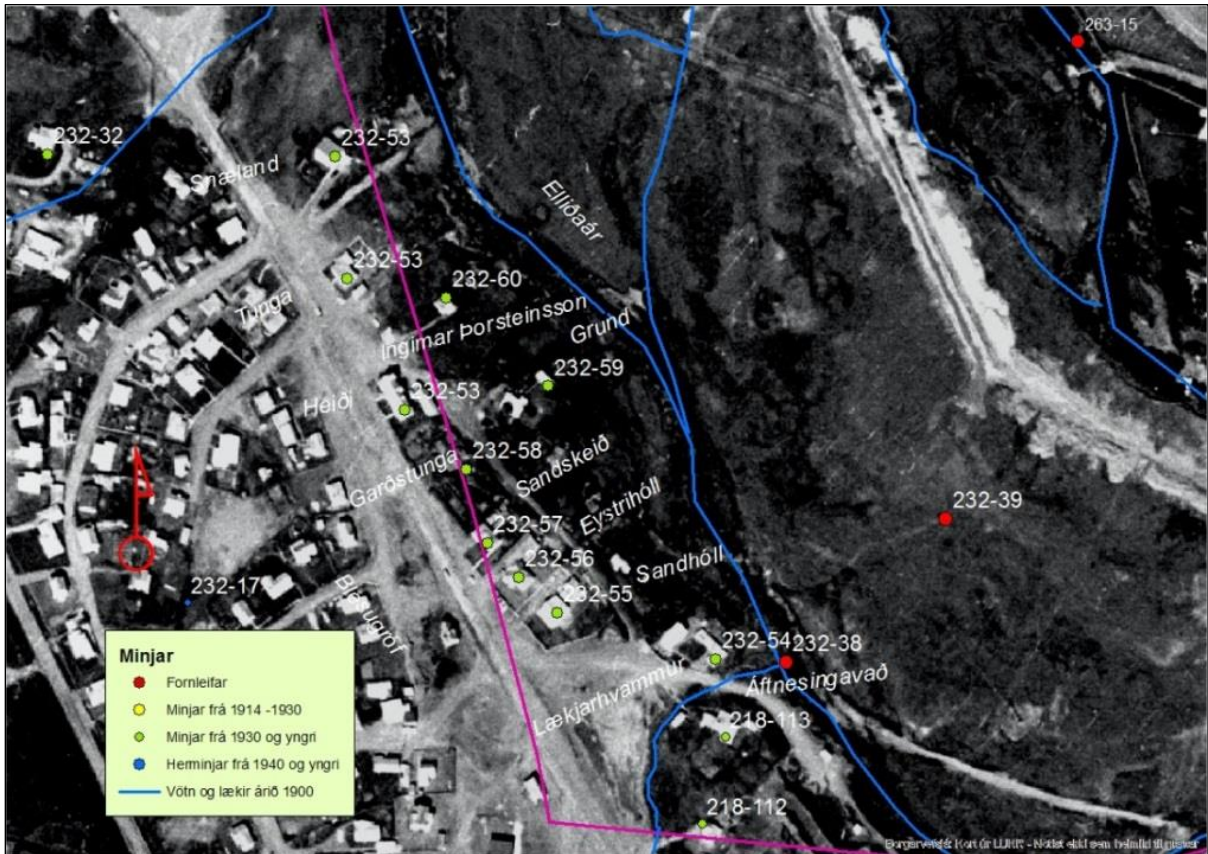 263-15
232-32
232-53
Snæland
Elliðaár
232-53
Tunga
232-60
Ingimar Þorsteinsson
Grund
232-59
232-53
Heiði
232-58
Garðstunga
Sandskeið
232-39
232-57
Eystrihóll
232-56
Sandhóll
232-17
232-55
Blesugróf
232-54
232-38
Áftnesingavað
Lækjarhvammur
218-113
218-112
Minjar
Fornleifar
Minjar frá 1914 -1930
Minjar frá 1930 og yngri
Herminjar frá 1940 og yngri
Vötn og lækir árið 1900